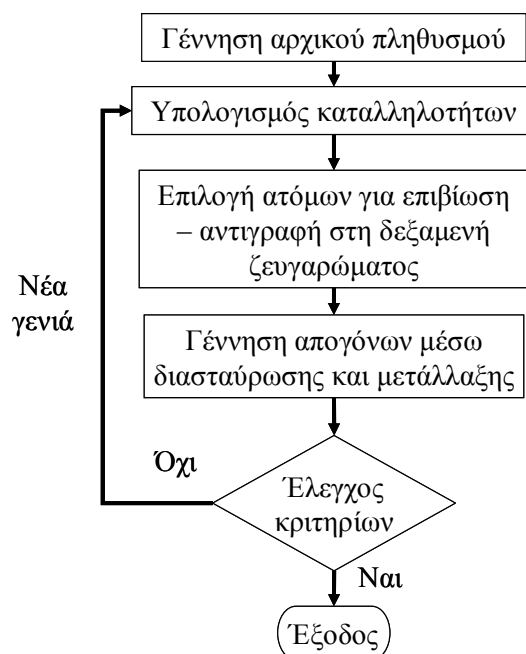 Γέννηση αρχικού πληθυσμού
Υπολογισμός καταλληλοτήτων
Επιλογή ατόμων για επιβίωση
– αντιγραφή στη δεξαμενή
ζευγαρώματος
Νέα
γενιά
Γέννηση απογόνων μέσω
διασταύρωσης και μετάλλαξης
Όχι
Έλεγχος
κριτηρίων
Ναι
Έξοδος